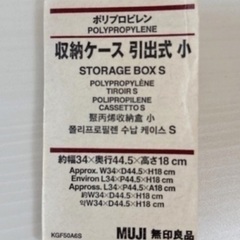 ポリプロピレン
POLYPROPYLENE
収納ケース 引出式 小
STORAGE BOX S
POLYPROPYLÈNE
TIROIR S
POLIPROPILENE
CASSETTO S
聚丙烯收納盒 小
폴리프로필렌 수납 케이스 S
約幅34×奥行44.5×高さ18 cm
Approx. W34×D44.5×H18 cm
Environ L34×P44.5×H18 cm
Approx. L34×P44.5×A18 cm
約W34×D44.5×H18 cm
약W34×D44.5×H18 cm
KGF50A6S MUJI 無印良品